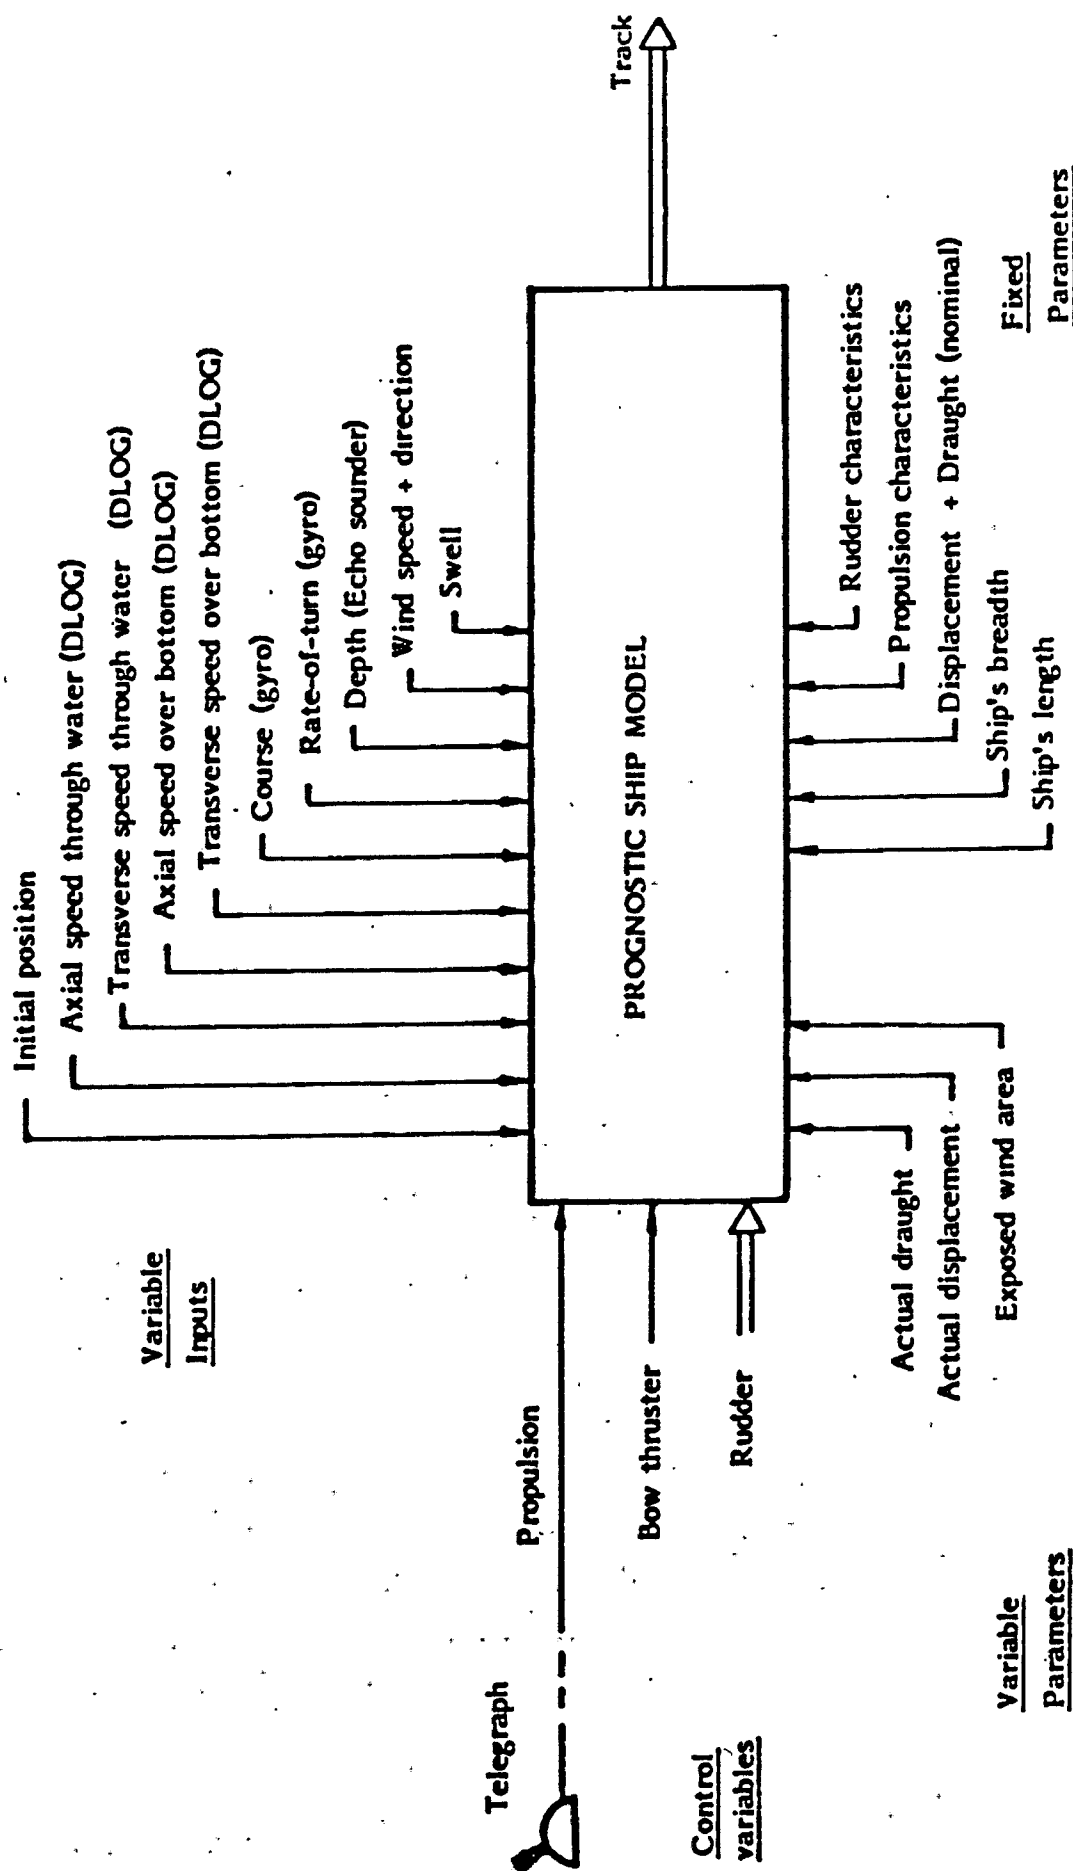 Initial position
Axial speed through water (DLOG)
Transverse speed through water (DLOG)
Axial speed over bottom (DLOG)
Transverse speed over bottom (DLOG)
Course (gyro)
Rate-of-turn (gyro)
Depth (Echo sounder)
Wind speed + direction
Swell
Variable
Inputs
Telegraph
Propulsion
Bow thruster
Rudder
Control
variables
PROGNOSTIC SHIP MODEL
Track
Actual draught
Actual displacement
Exposed wind area
Variable
Parameters
Rudder characteristics
Propulsion characteristics
Displacement + Draught (nominal)
Ship's breadth
Ship's length
Fixed
Parameters